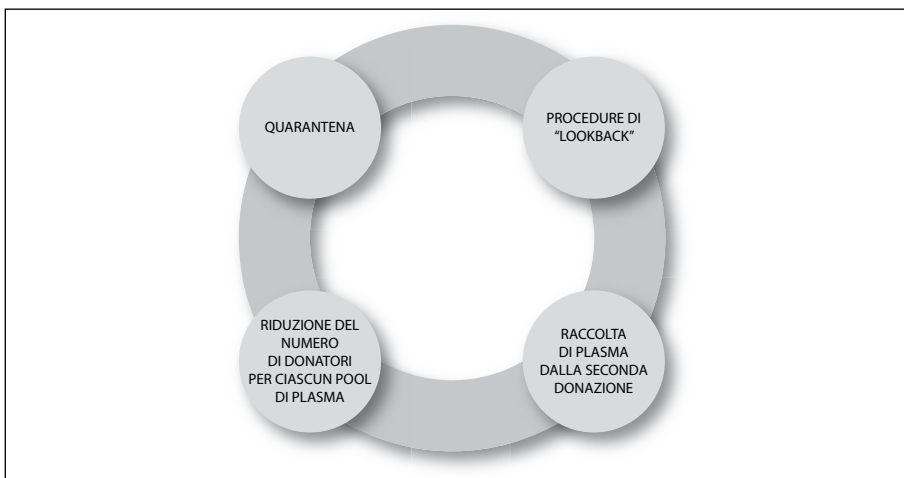 QUARANTENA
PROCEDURE DI
“LOOKBACK”
RIDUZIONE DEL
NUMERO
DI DONATORI
PER CIASCUN POOL
DI PLASMA
RACCOLTA
DI PLASMA
DALLA SECONDA
DONAZIONE